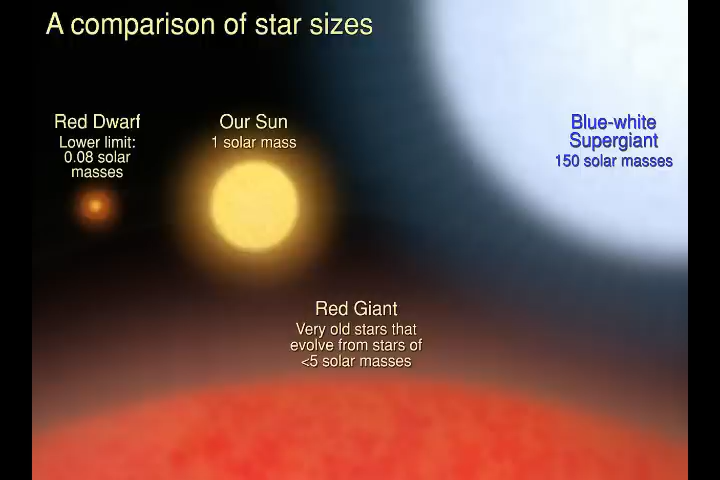 A comparison of star sizes
Red Dwarf
Lower limit:
0.08 solar
masses
Our Sun
1 solar mass
Blue-white
Supergiant
150 solar masses
Red Giant
Very old stars that
evolve from stars of
<5 solar masses